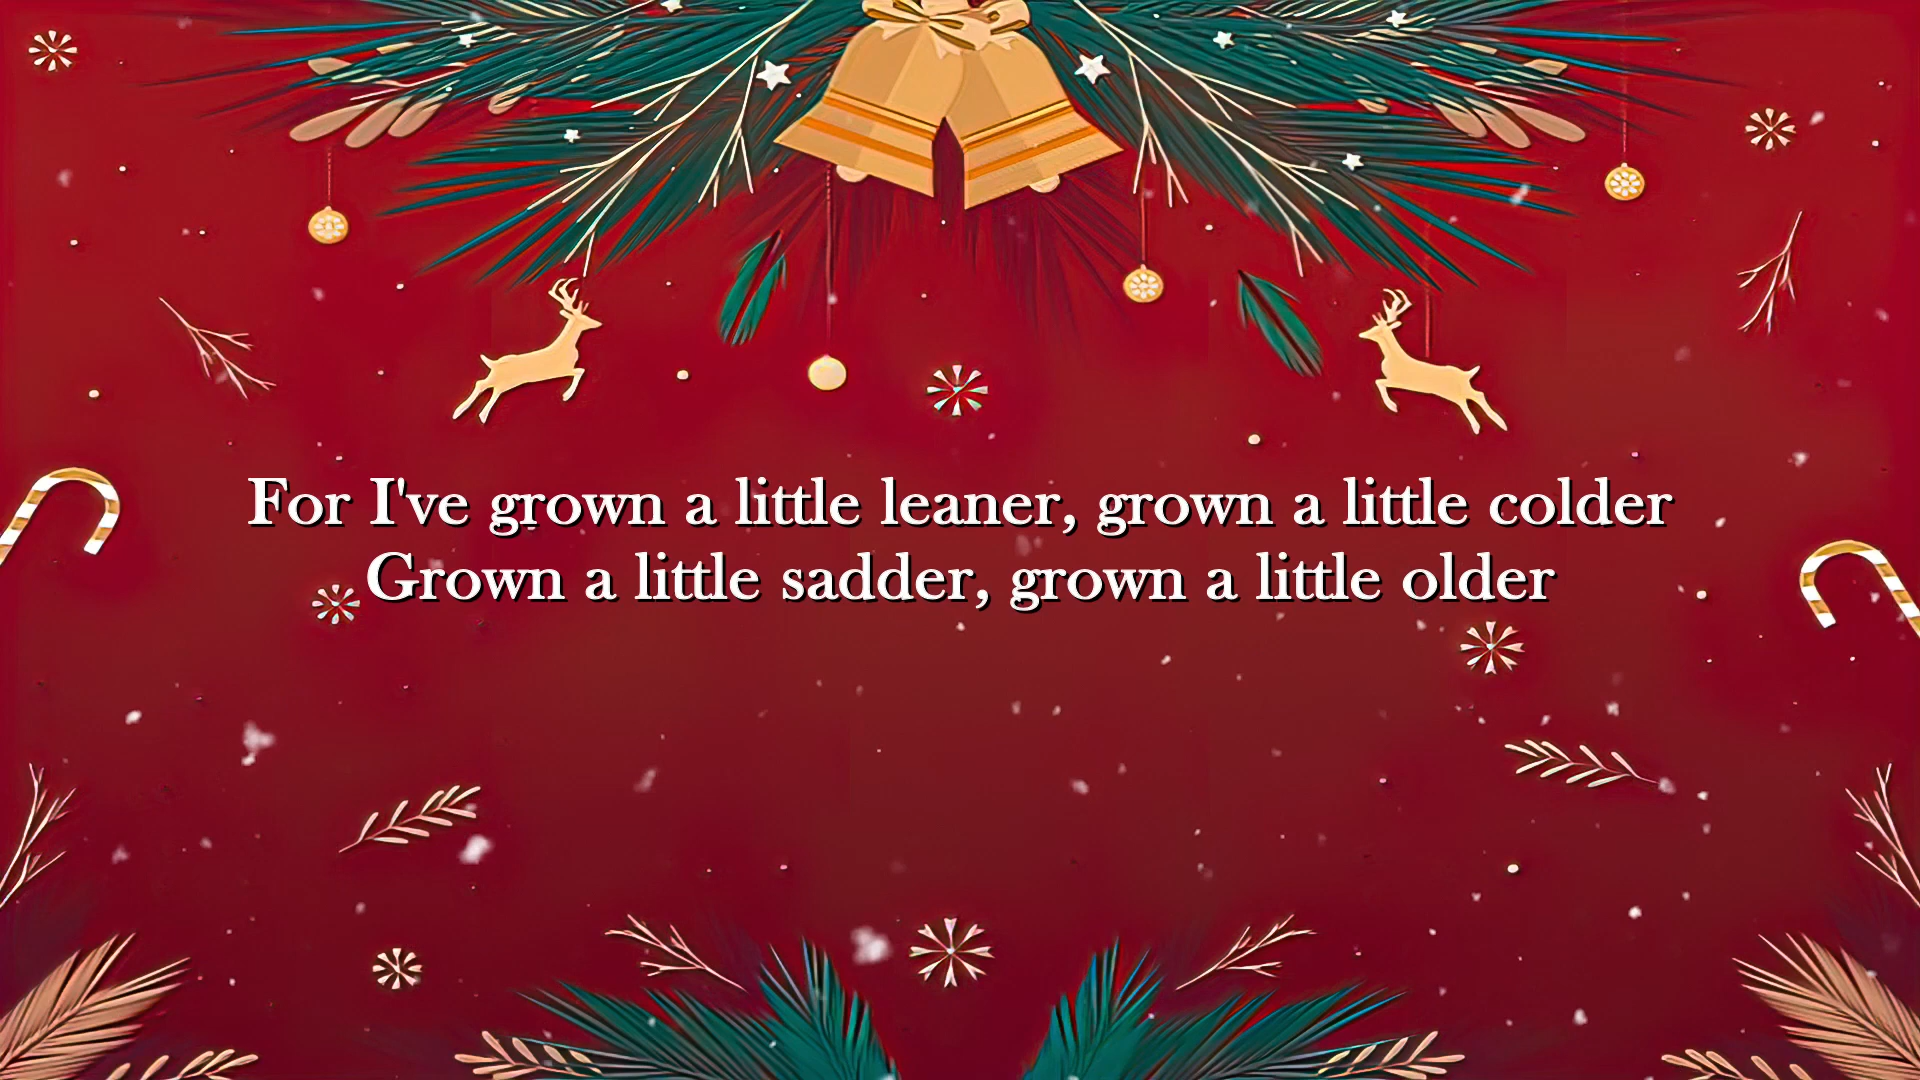 For I've grown a little leaner, grown a little colder
Grown a little sadder, grown a little older